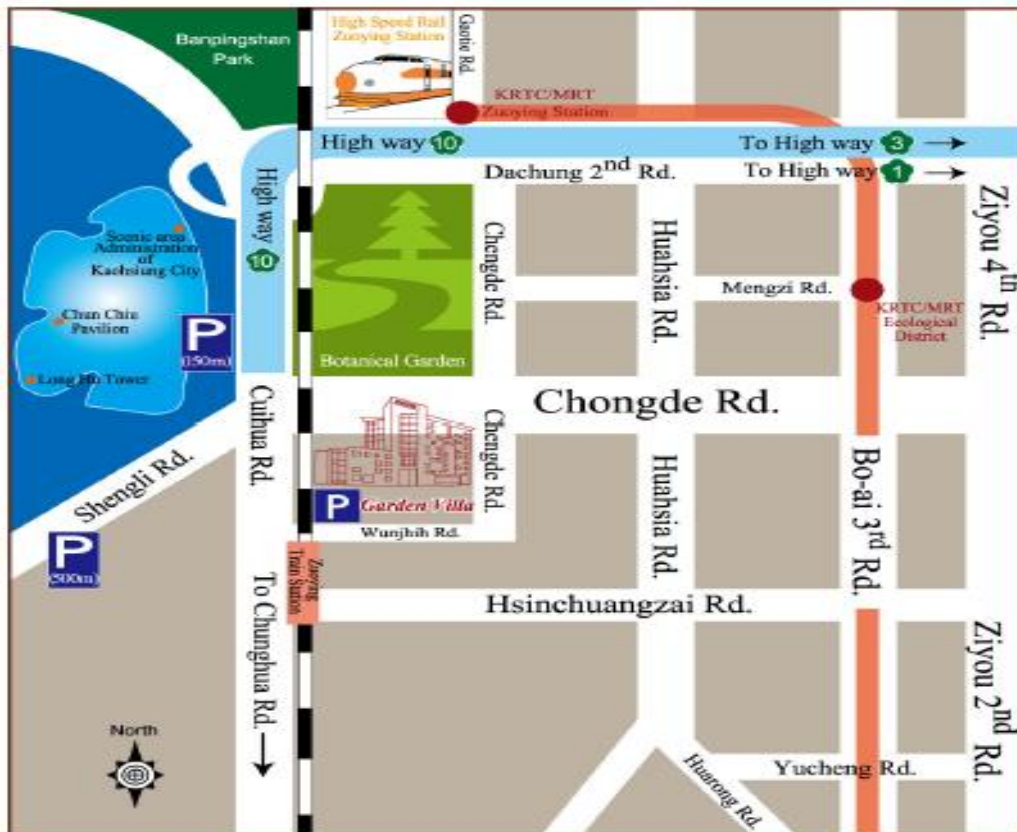 Banpingshan
Park
High Speed Rail
Zuoying Station
Gaotie Rd.
KRTC/MRT
Zuoying Station
High way 10
To High way 3
Dachung 2nd Rd.
To High way 1
High way
10
Scenic area
Administration
of
Kaohsiung City
Chun Chiu
Pavilion
Long Hu Tower
P
(150m)
Botanical Garden
Chengde Rd.
Huahsia Rd.
Mengzi Rd.
KRTC/MRT
Ecological
District
Ziyou 4th Rd.
Chongde Rd.
Cuihua Rd.
Shengli Rd.
P
(500m)
Chengde Rd.
P Garden Villa
Wunjhih Rd.
Huahsia Rd.
Bo-ai 3rd Rd.
Zuoying
Train Station
Hsinchuangzai Rd.
To Chunghua Rd.
Ziyou 2nd Rd.
North
Huarong Rd.
Yucheng Rd.